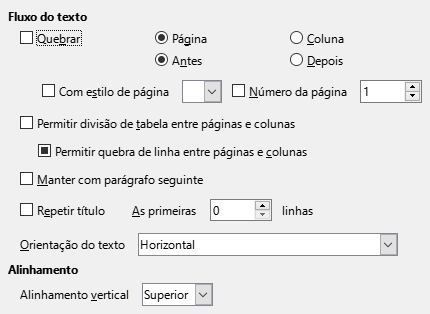 Fluxo do texto
Quebrar Página Coluna
Antes Depois
Com estilo de página Número da página 1
Permitir divisão de tabela entre páginas e colunas
Permitir quebra de linha entre páginas e colunas
Manter com parágrafo seguinte
Repetir título As primeiras 0 linhas
Orientação do texto Horizontal
Alinhamento
Alinhamento vertical Superior